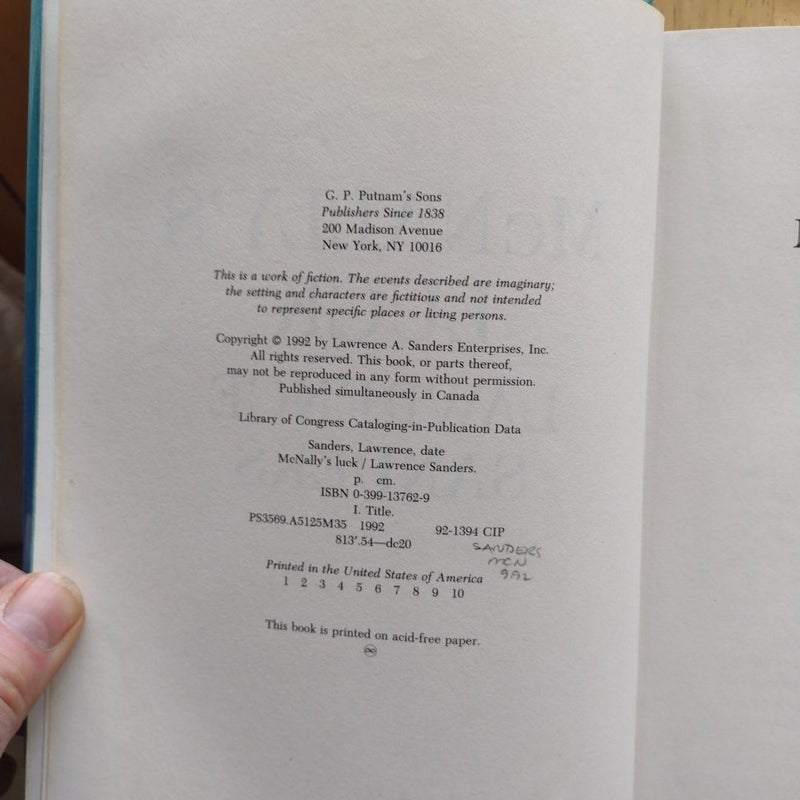 G. P. Putnam's Sons
Publishers Since 1838
200 Madison Avenue
New York, NY 10016
This is a work of fiction. The events described are imaginary;
the setting and characters are fictitious and not intended
to represent specific places or living persons.
Copyright © 1992 by Lawrence A. Sanders Enterprises, Inc.
All rights reserved. This book, or parts thereof,
may not be reproduced in any form without permission.
Published simultaneously in Canada
Library of Congress Cataloging-in-Publication Data
Sanders, Lawrence, date
McNally's luck / Lawrence Sanders.
p. cm.
ISBN 0-399-13762-9
I. Title.
PS3569.A5125M35 1992 92-1394 CIP
813'.54—dc20
SANDERS
MCN
9A2
Printed in the United States of America
1 2 3 4 5 6 7 8 9 10
This book is printed on acid-free paper.